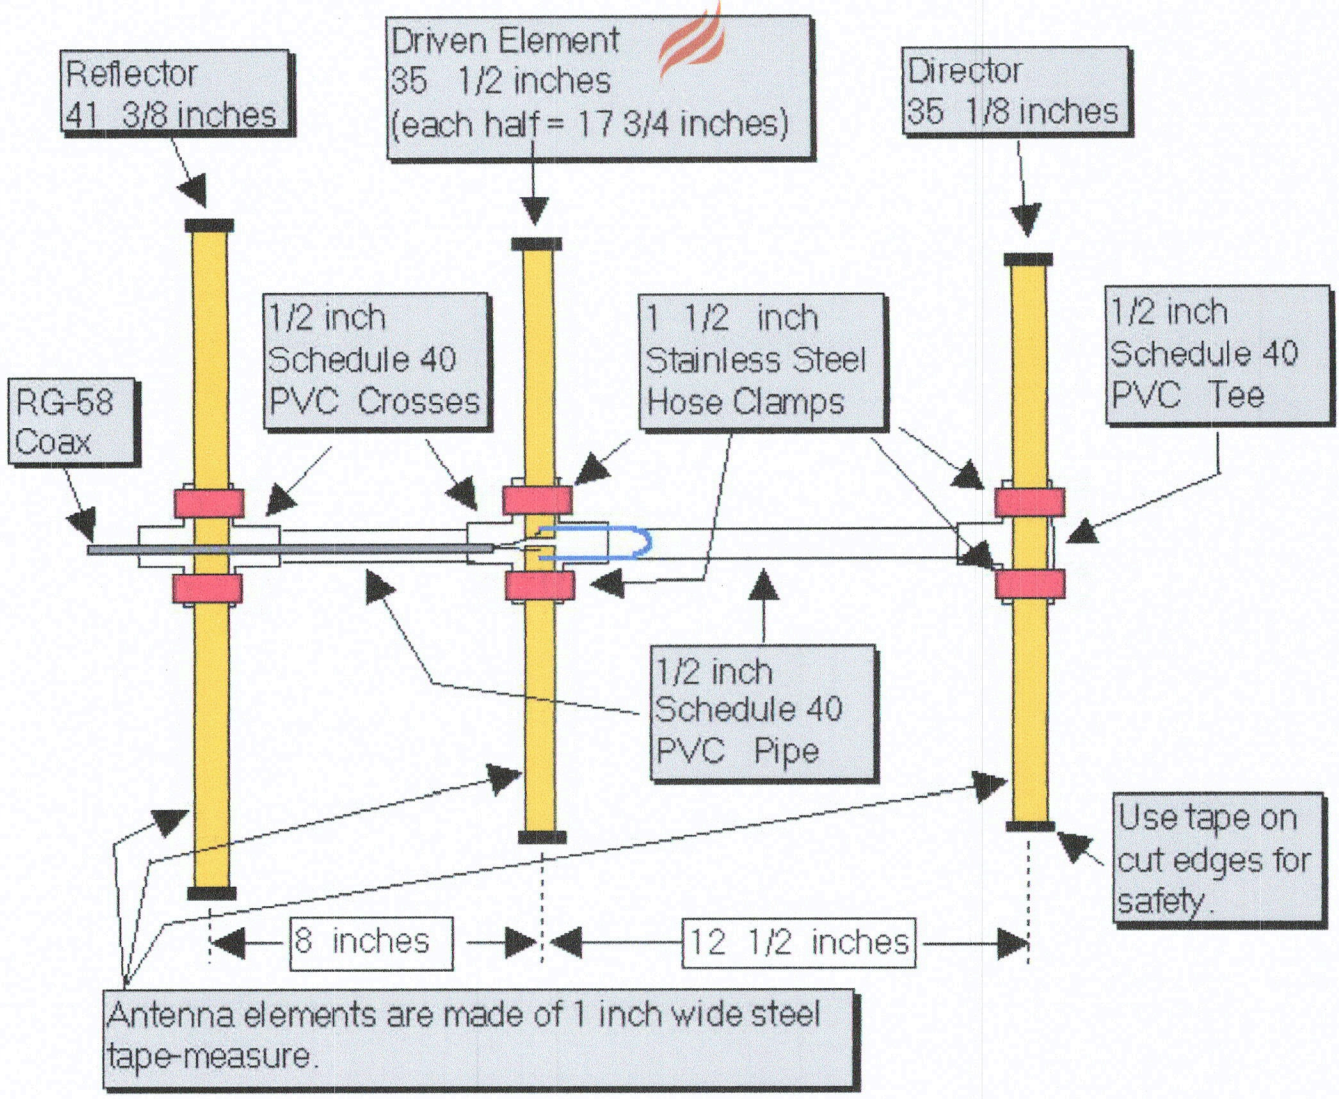 Driven Element
35 1/2 inches
(each half = 17 3/4 inches)
Reflector
41 3/8 inches
Director
35 1/8 inches
1/2 inch
Schedule 40
PVC Crosses
1 1/2 inch
Stainless Steel
Hose Clamps
1/2 inch
Schedule 40
PVC Tee
RG-58
Coax
1/2 inch
Schedule 40
PVC Pipe
Use tape on
cut edges for
safety.
8 inches
12 1/2 inches
Antenna elements are made of 1 inch wide steel
tape-measure.